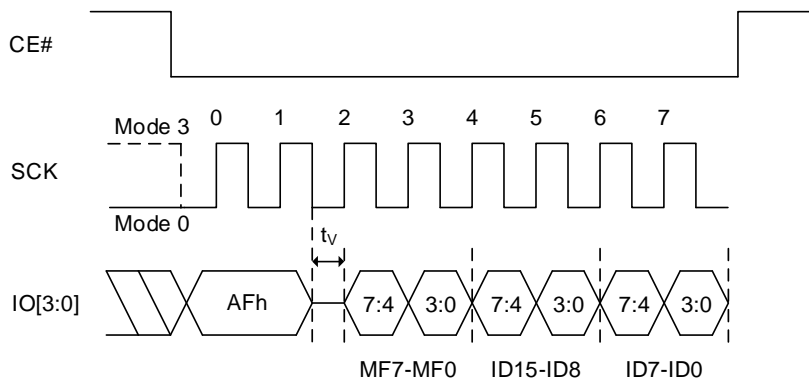 CE#
0 1 2 3 4 5 6 7
Mode 3
SCK
Mode 0
tV
IO[3:0] AFh 7:4 3:0 7:4 3:0 7:4 3:0
MF7-MF0 ID15-ID8 ID7-ID0